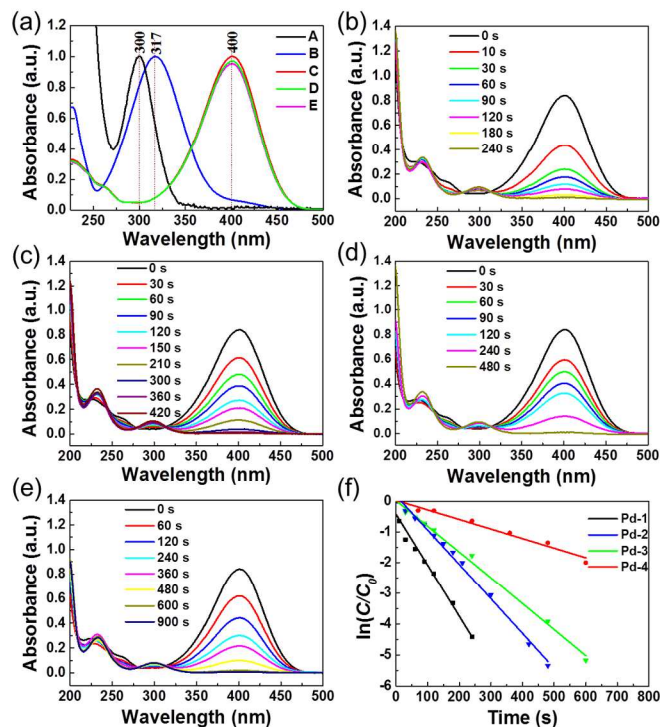 (a)
300
317
400
A
B
C
D
E
Absorbance (a.u.)
1.2
1.0
0.8
0.6
0.4
0.2
0.0
250 300 350 400 450 500
Wavelength (nm)
(b)
0 s
10 s
30 s
60 s
90 s
120 s
180 s
240 s
Absorbance (a.u.)
1.4
1.2
1.0
0.8
0.6
0.4
0.2
0.0
200 250 300 350 400 450 500
Wavelength (nm)
(c)
0 s
30 s
60 s
90 s
120 s
150 s
210 s
300 s
360 s
420 s
Absorbance (a.u.)
1.4
1.2
1.0
0.8
0.6
0.4
0.2
0.0
200 250 300 350 400 450 500
Wavelength (nm)
(d)
0 s
30 s
60 s
90 s
120 s
240 s
480 s
Absorbance (a.u.)
1.4
1.2
1.0
0.8
0.6
0.4
0.2
0.0
200 250 300 350 400 450 500
Wavelength (nm)
(e)
0 s
60 s
120 s
240 s
360 s
480 s
600 s
900 s
Absorbance (a.u.)
1.4
1.2
1.0
0.8
0.6
0.4
0.2
0.0
200 250 300 350 400 450 500
Wavelength (nm)
(f)
Pd-1
Pd-2
Pd-3
Pd-4
ln(C/C0)
0
-1
-2
-3
-4
-5
-6
0 100 200 300 400 500 600 700
Time (s)